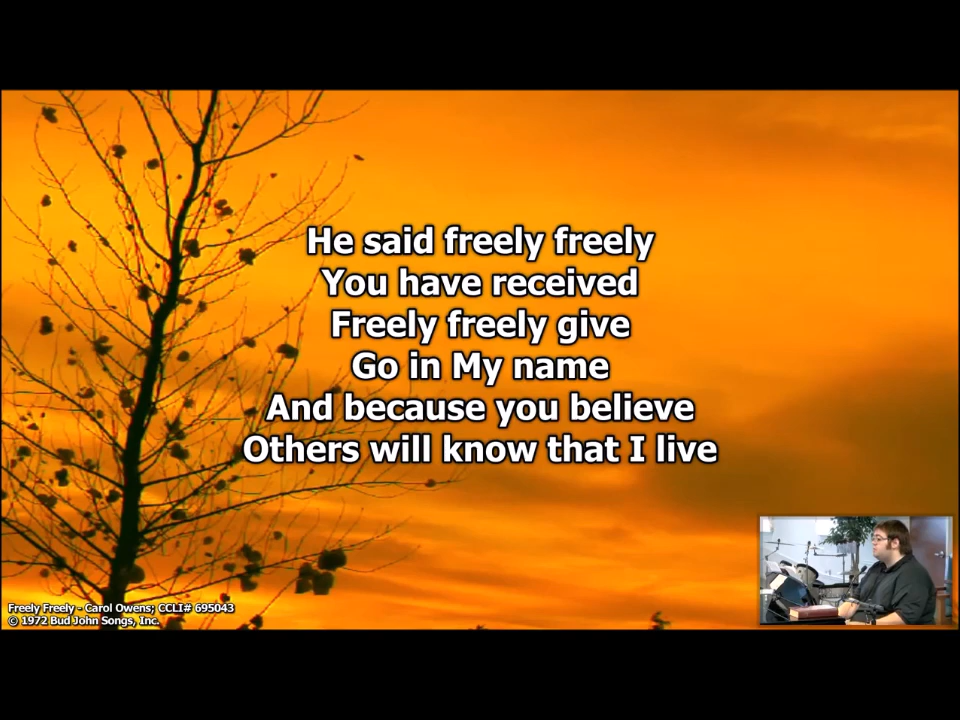 He said freely freely
You have received
Freely freely give
Go in My name
And because you believe
Others will know that I live
Freely Freely - Carol Owens; CCLI# 695043
© 1972 Bud John Songs, Inc.